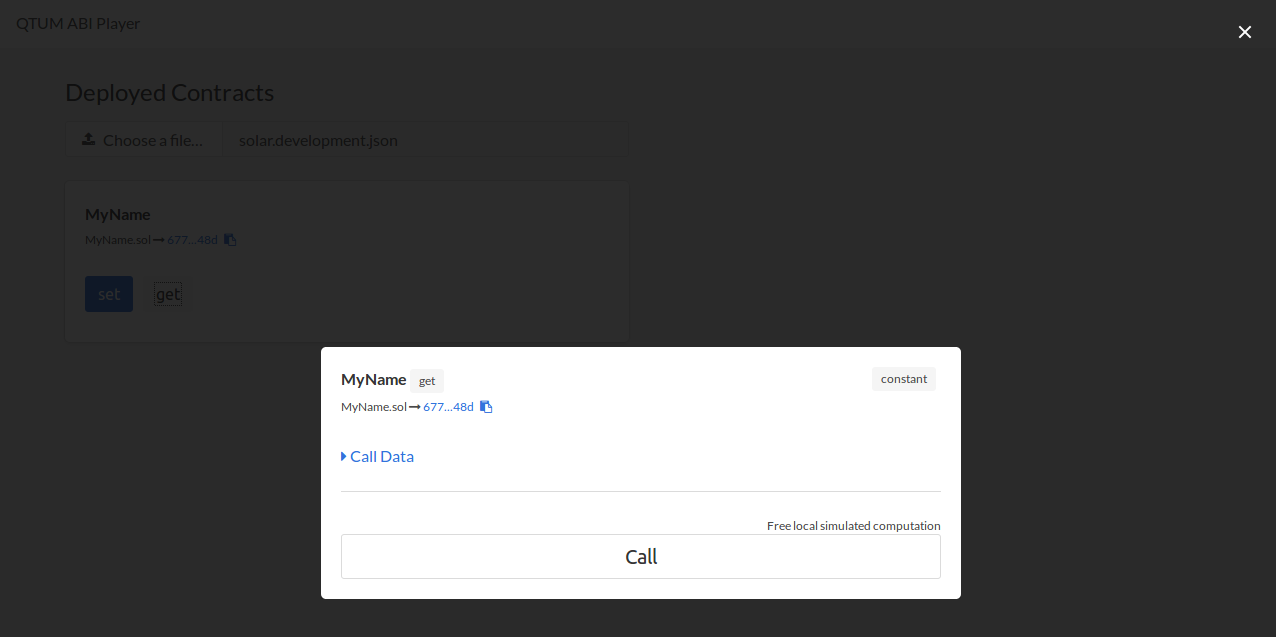 QTUM ABI Player
Deployed Contracts
Choose a file... solar.development.json
MyName
MyName.sol 677...48d
set get
MyName get constant
MyName.sol 677...48d
Call Data
Free local simulated computation
Call